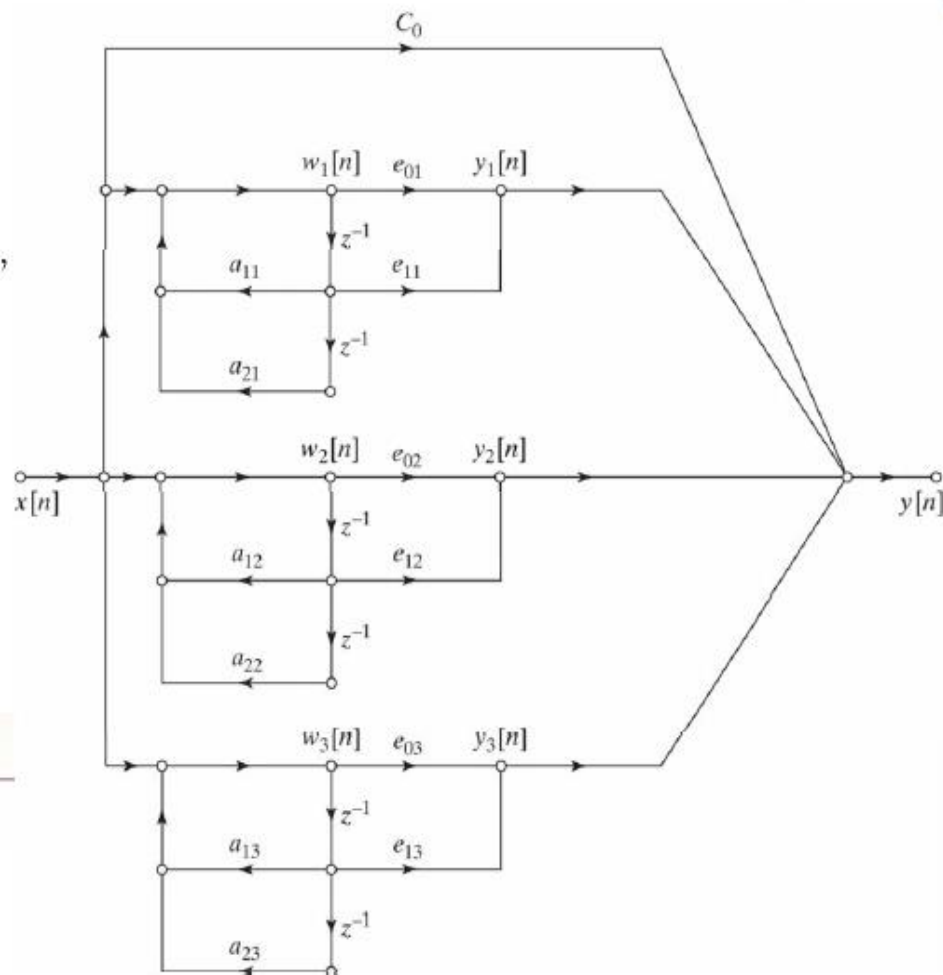 C₀
w₁[n] e₀₁ y₁[n]
z⁻¹
,
a₁₁ e₁₁
z⁻¹
a₂₁
w₂[n] e₀₂ y₂[n]
x[n] y[n]
z⁻¹
a₁₂ e₁₂
z⁻¹
a₂₂
w₃[n] e₀₃ y₃[n]
z⁻¹
a₁₃ e₁₃
z⁻¹
a₂₃